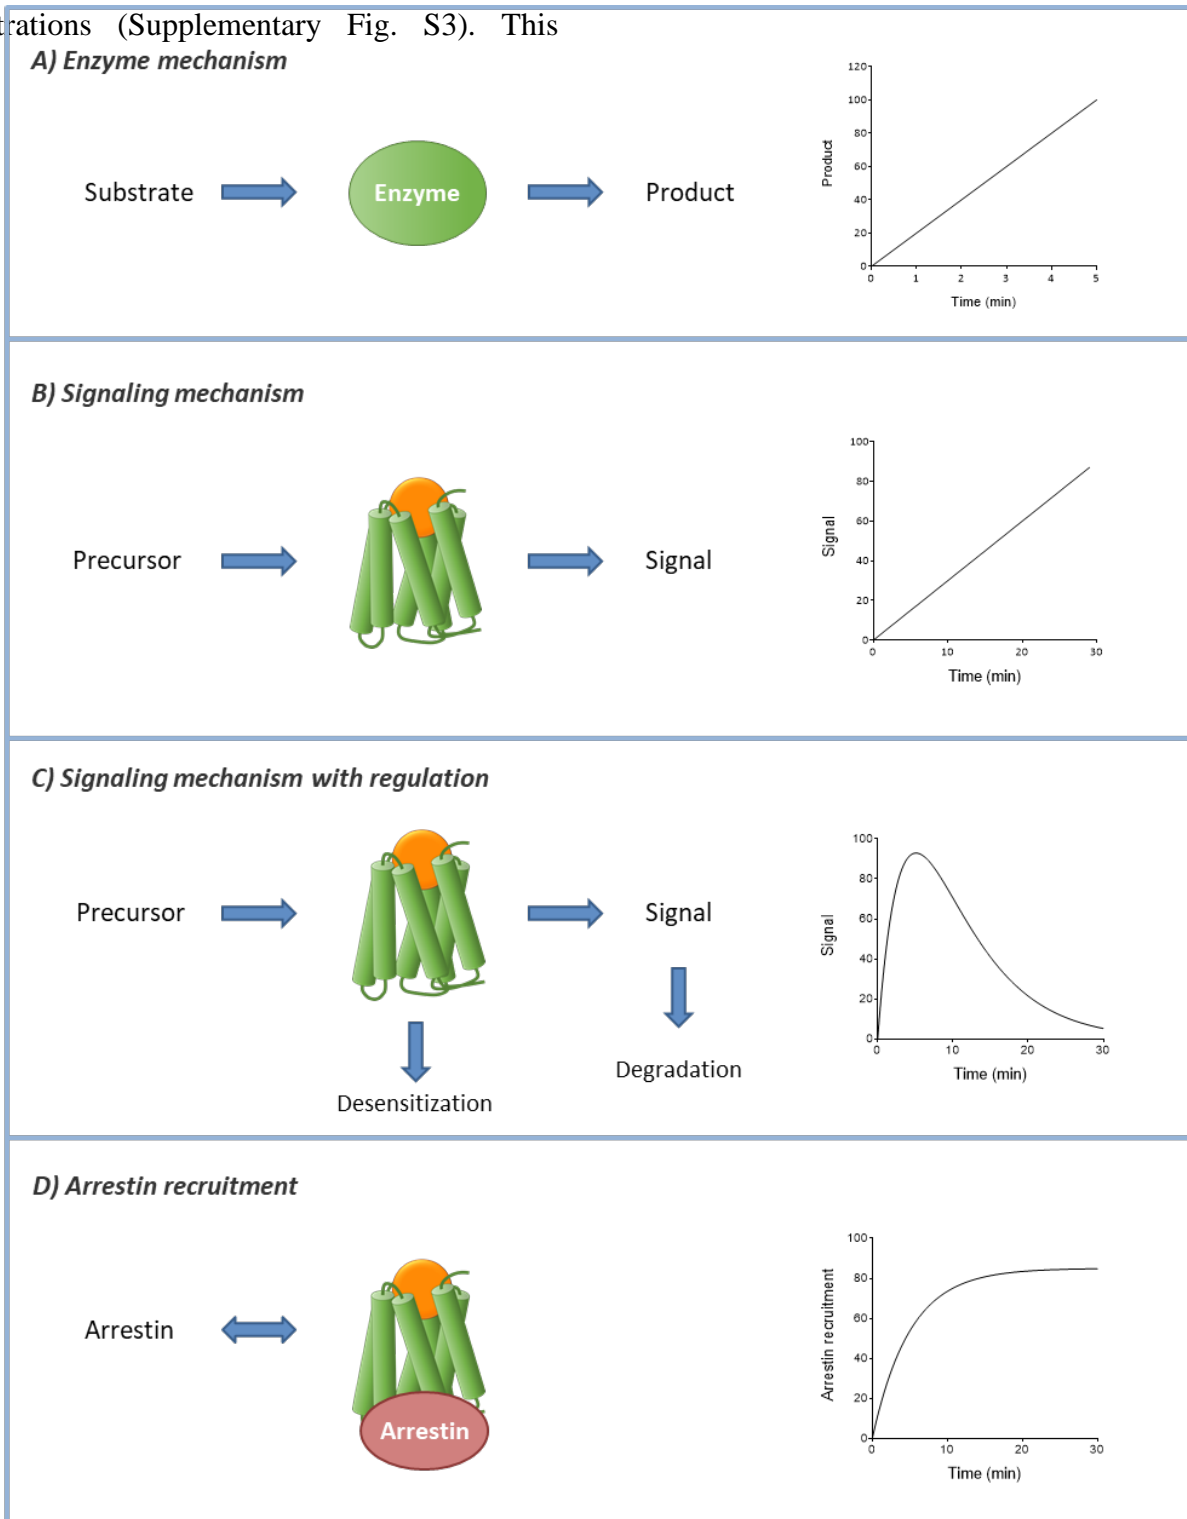 trations (Supplementary Fig. S3). This
A) Enzyme mechanism
Substrate
Enzyme
Product
120
100
80
60
40
20
0
Product
0 1 2 3 4 5
Time (min)
B) Signaling mechanism
Precursor
Signal
100
80
60
40
20
0
Signal
0 10 20 30
Time (min)
C) Signaling mechanism with regulation
Precursor
Signal
Desensitization
Degradation
100
80
60
40
20
0
Signal
0 10 20 30
Time (min)
D) Arrestin recruitment
Arrestin
Arrestin
100
80
60
40
20
0
Arrestin recruitment
0 10 20 30
Time (min)